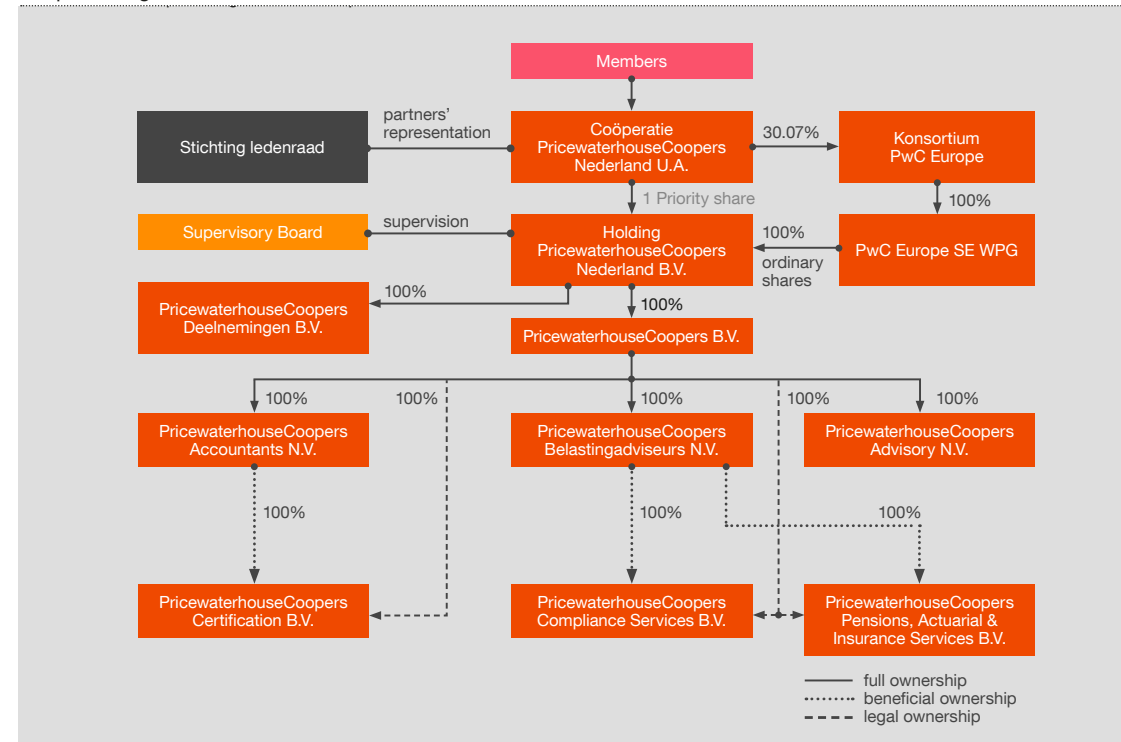 Members
partners'
representation
Stichting ledenraad
Coöperatie
PricewaterhouseCoopers
Nederland U.A.
30.07%
Konsortium
PwC Europe
1 Priority share
100%
Supervisory Board
supervision
Holding
PricewaterhouseCoopers
Nederland B.V.
100%
ordinary
shares
PwC Europe SE WPG
PricewaterhouseCoopers
Deelnemingen B.V.
100%
100%
PricewaterhouseCoopers B.V.
100%
100%
100%
100%
100%
PricewaterhouseCoopers
Accountants N.V.
PricewaterhouseCoopers
Belastingadviseurs N.V.
PricewaterhouseCoopers
Advisory N.V.
100%
100%
100%
PricewaterhouseCoopers
Certification B.V.
PricewaterhouseCoopers
Compliance Services B.V.
PricewaterhouseCoopers
Pensions, Actuarial &
Insurance Services B.V.
full ownership
beneficial ownership
legal ownership